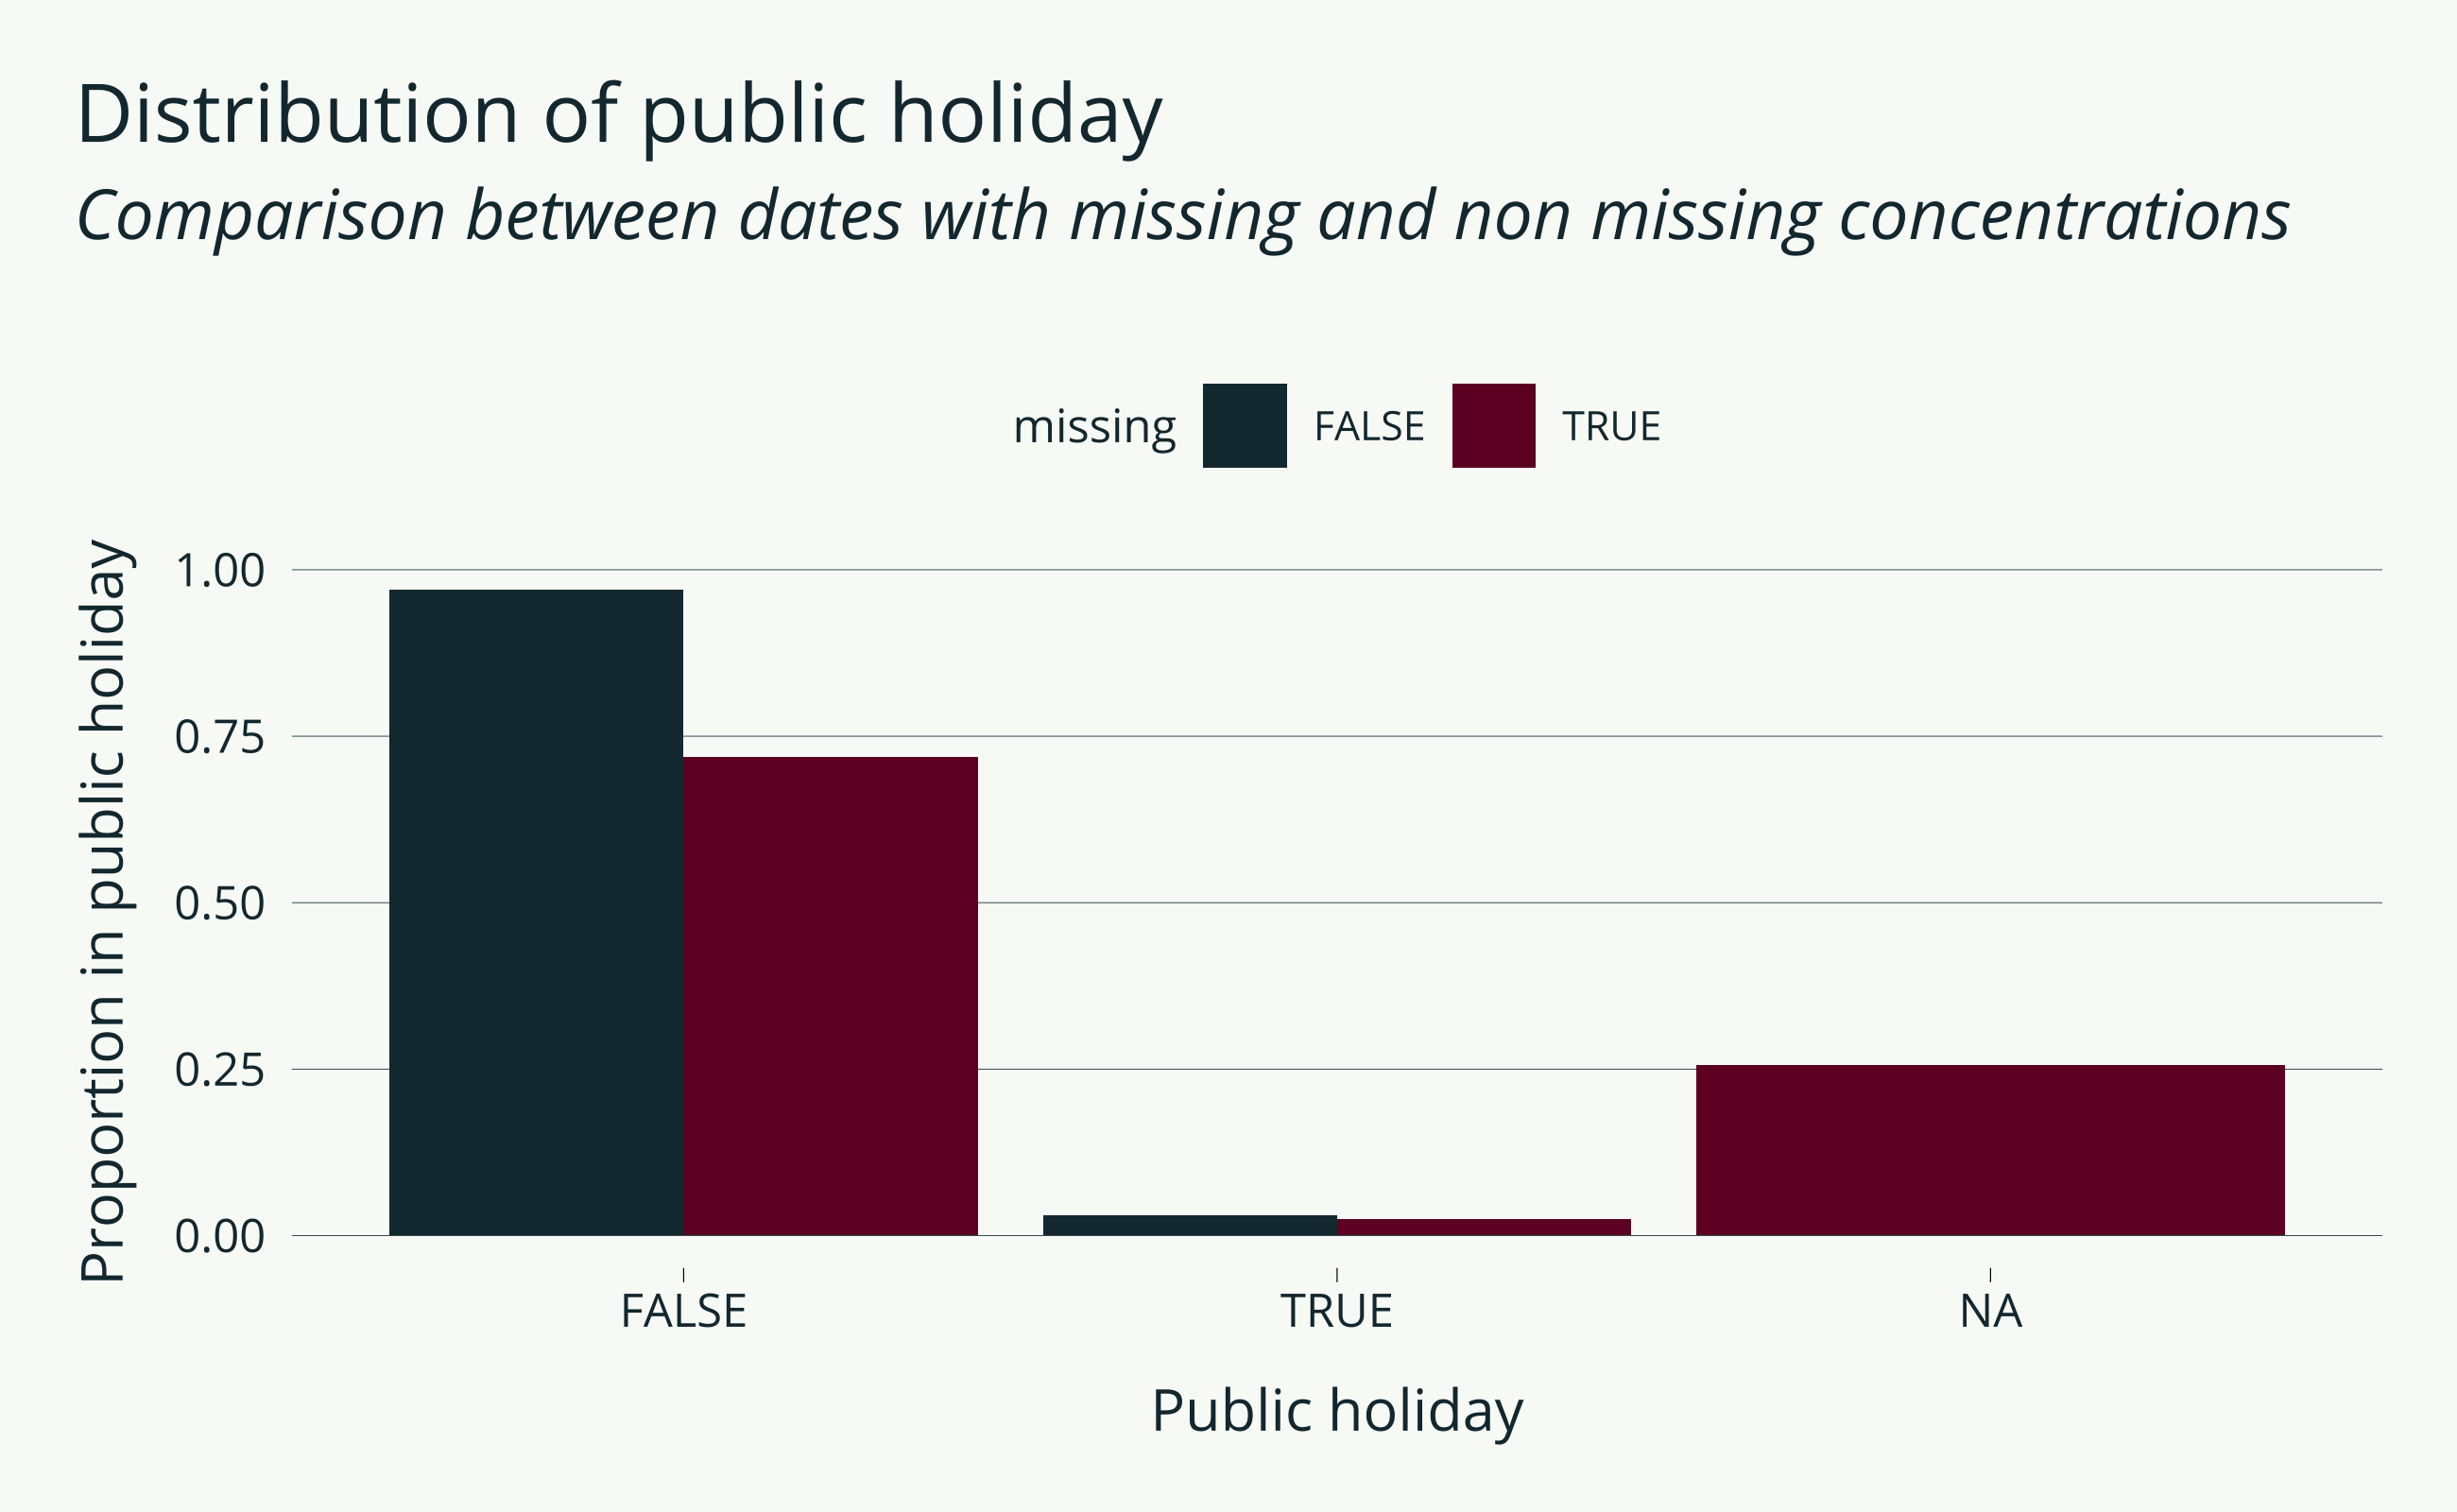 Distribution of public holiday
Comparison between dates with missing and non missing concentrations
missing FALSE TRUE
Proportion in public holiday
1.00
0.75
0.50
0.25
0.00
FALSE TRUE NA
Public holiday